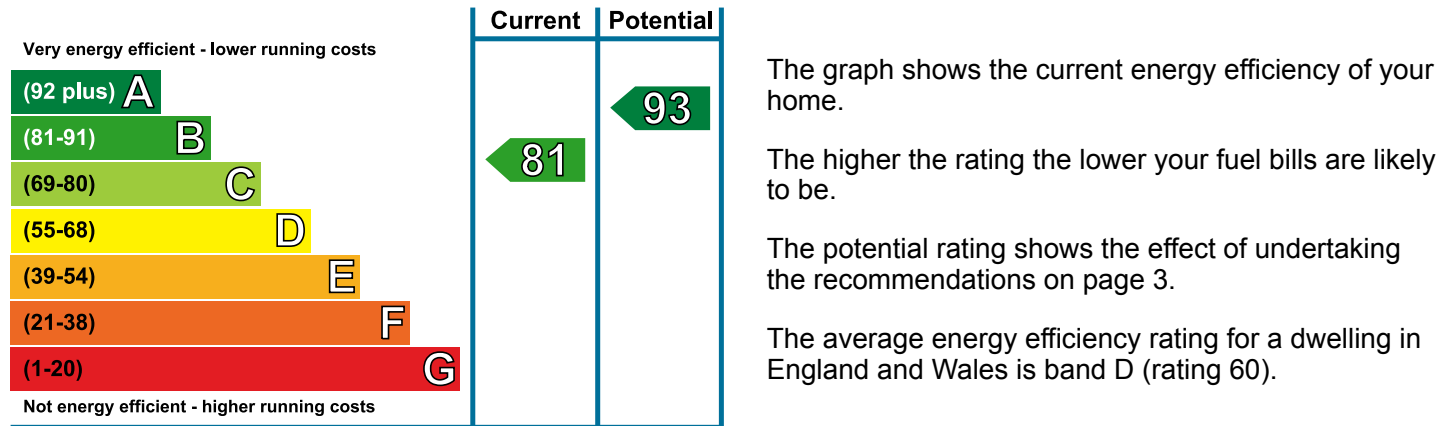 Current Potential
Very energy efficient - lower running costs
(92 plus) A
93
(81-91) B
81
(69-80) C
(55-68) D
(39-54) E
(21-38) F
(1-20) G
Not energy efficient - higher running costs
The graph shows the current energy efficiency of your
home.
The higher the rating the lower your fuel bills are likely
to be.
The potential rating shows the effect of undertaking
the recommendations on page 3.
The average energy efficiency rating for a dwelling in
England and Wales is band D (rating 60).